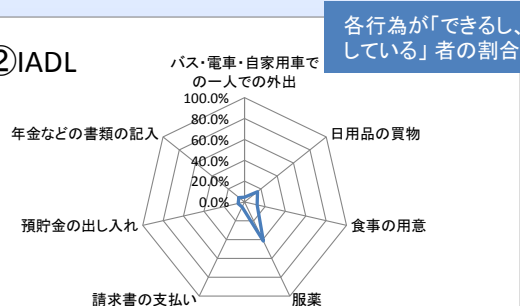 各行為が「できるし、
している」者の割合
②IADL
バス・電車・自家用車で
の一人での外出
100.0%
80.0%
60.0%
40.0%
20.0%
0.0%
日用品の買物
食事の用意
服薬
請求書の支払い
預貯金の出し入れ
年金などの書類の記入